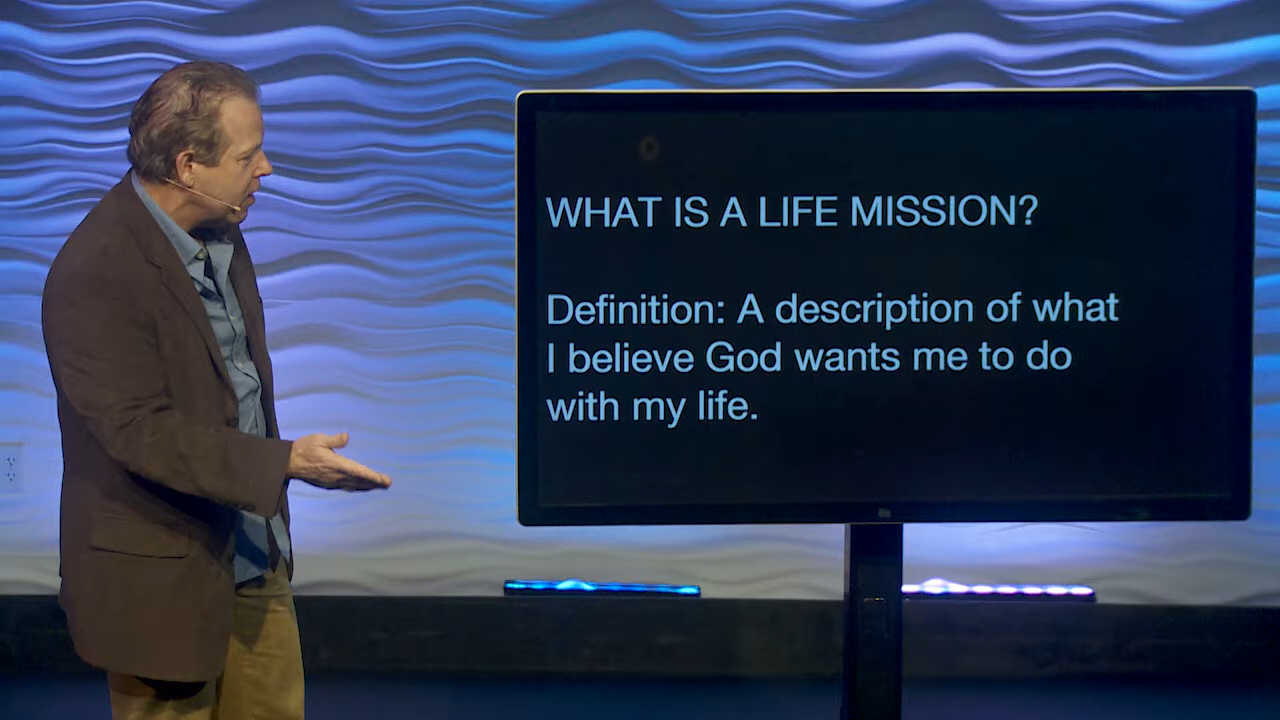 WHAT IS A LIFE MISSION?
Definition: A description of what
I believe God wants me to do
with my life.